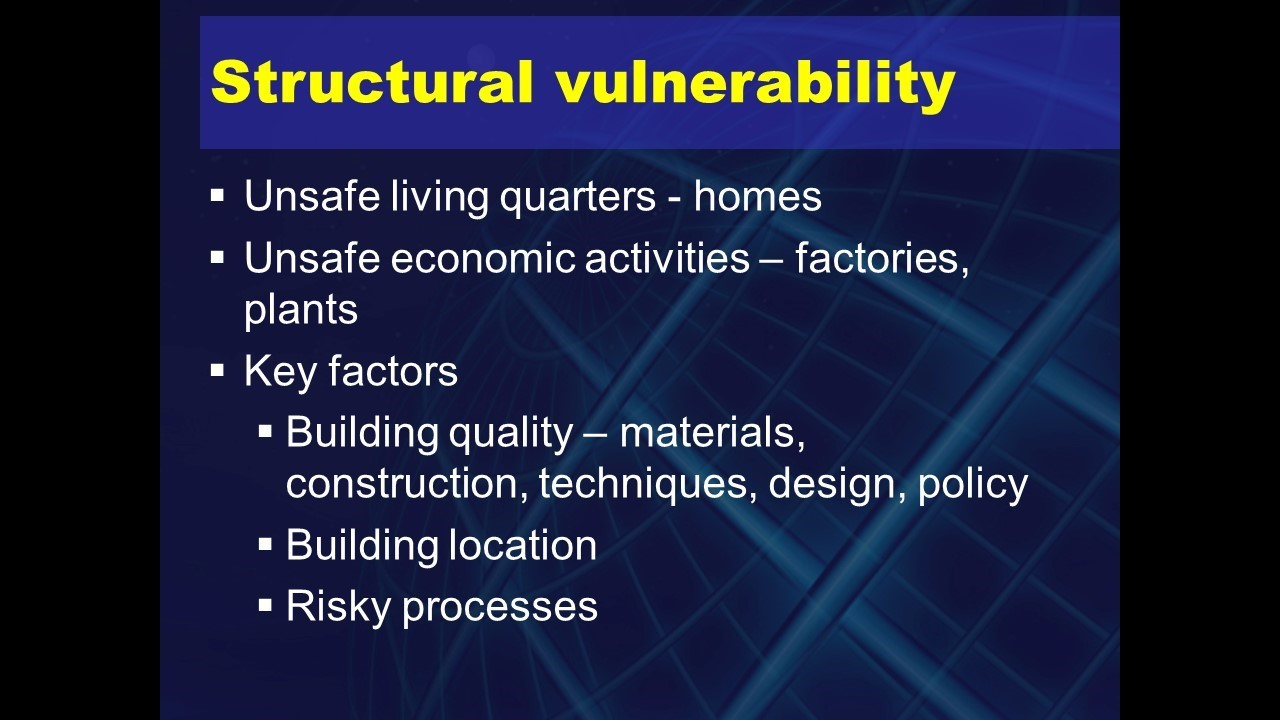 Structural vulnerability
▪ Unsafe living quarters - homes
▪ Unsafe economic activities – factories,
plants
▪ Key factors
▪ Building quality – materials,
construction, techniques, design, policy
▪ Building location
▪ Risky processes